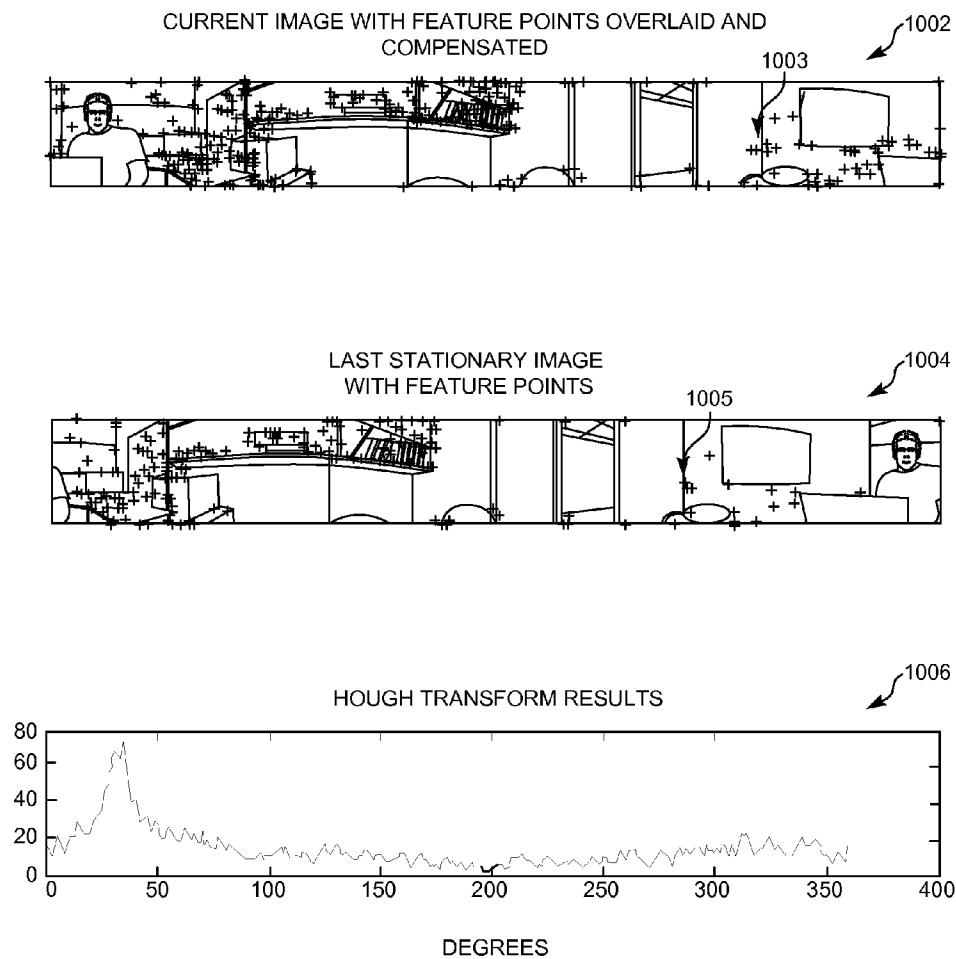 CURRENT IMAGE WITH FEATURE POINTS OVERLAID AND
COMPENSATED
1002
1003
LAST STATIONARY IMAGE
WITH FEATURE POINTS
1004
1005
HOUGH TRANSFORM RESULTS
1006
80
60
40
20
0
0 50 100 150 200 250 300 350 400
DEGREES